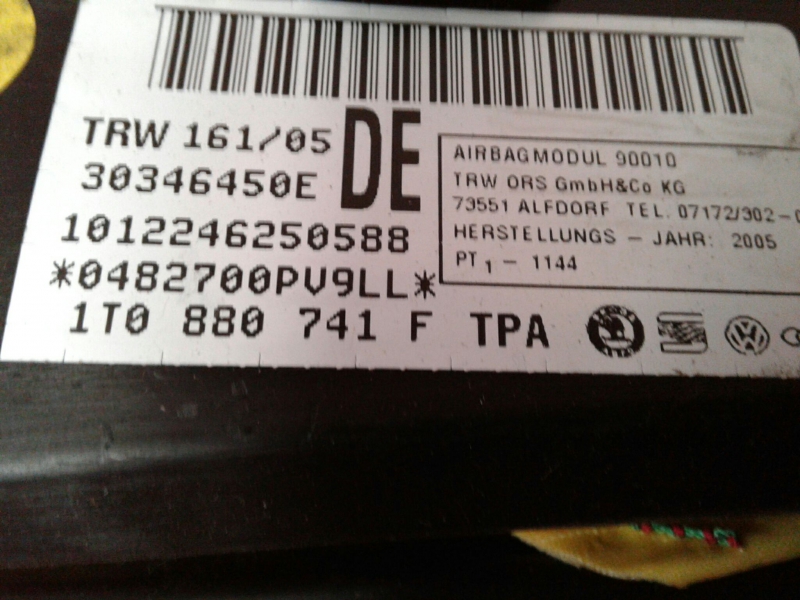 TRW 161/05
DE
30346450E
1012246250588
*0482700PV9LL*
1T0 880 741 F TPA
AIRBAGMODUL 90010
TRW ORS GmbH&Co KG
73551 ALFDORF TEL. 07172/302-0
HERSTELLUNGS - JAHR: 2005
PT1 - 1144